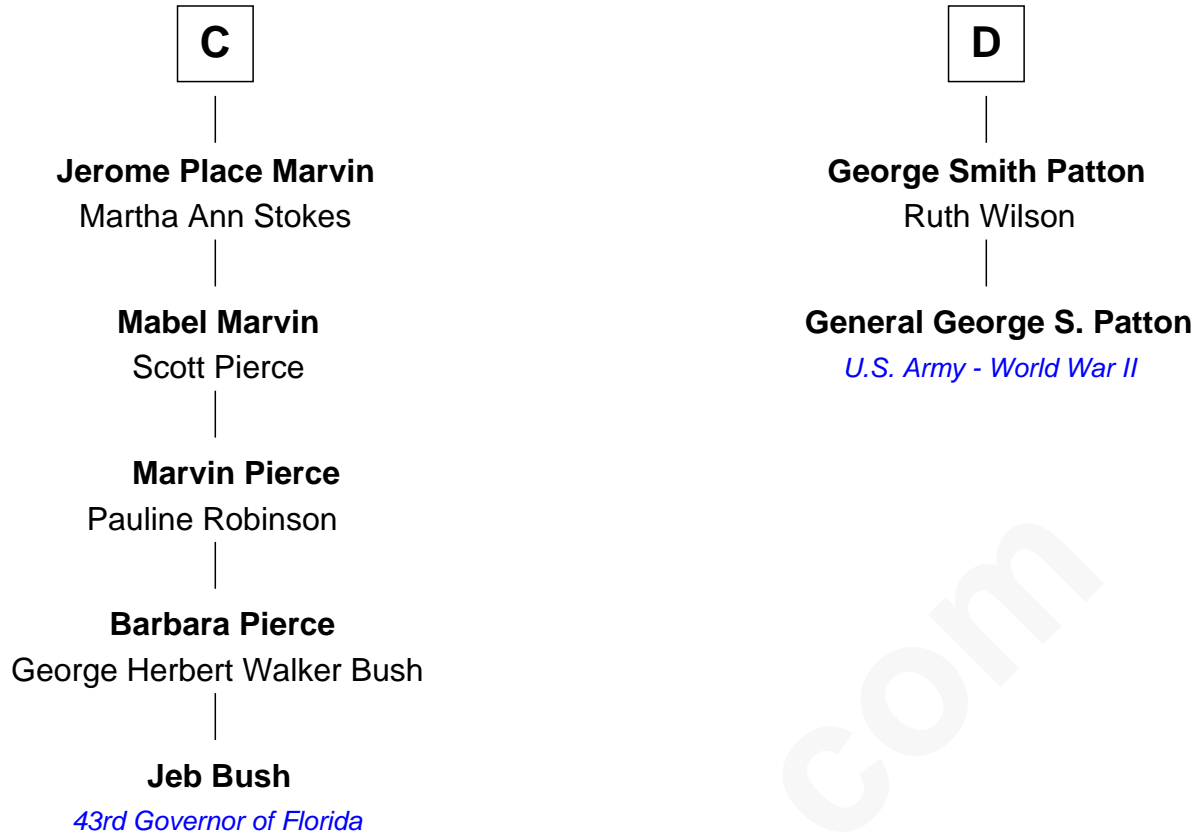 C
Jerome Place Marvin
Martha Ann Stokes
Mabel Marvin
Scott Pierce
Marvin Pierce
Pauline Robinson
Barbara Pierce
George Herbert Walker Bush
Jeb Bush
43rd Governor of Florida
D
George Smith Patton
Ruth Wilson
General George S. Patton
U.S. Army - World War II
com